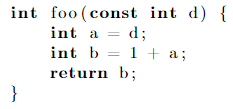 int foo(const int d) {
    int a = d;
    int b = 1 + a;
    return b;
}